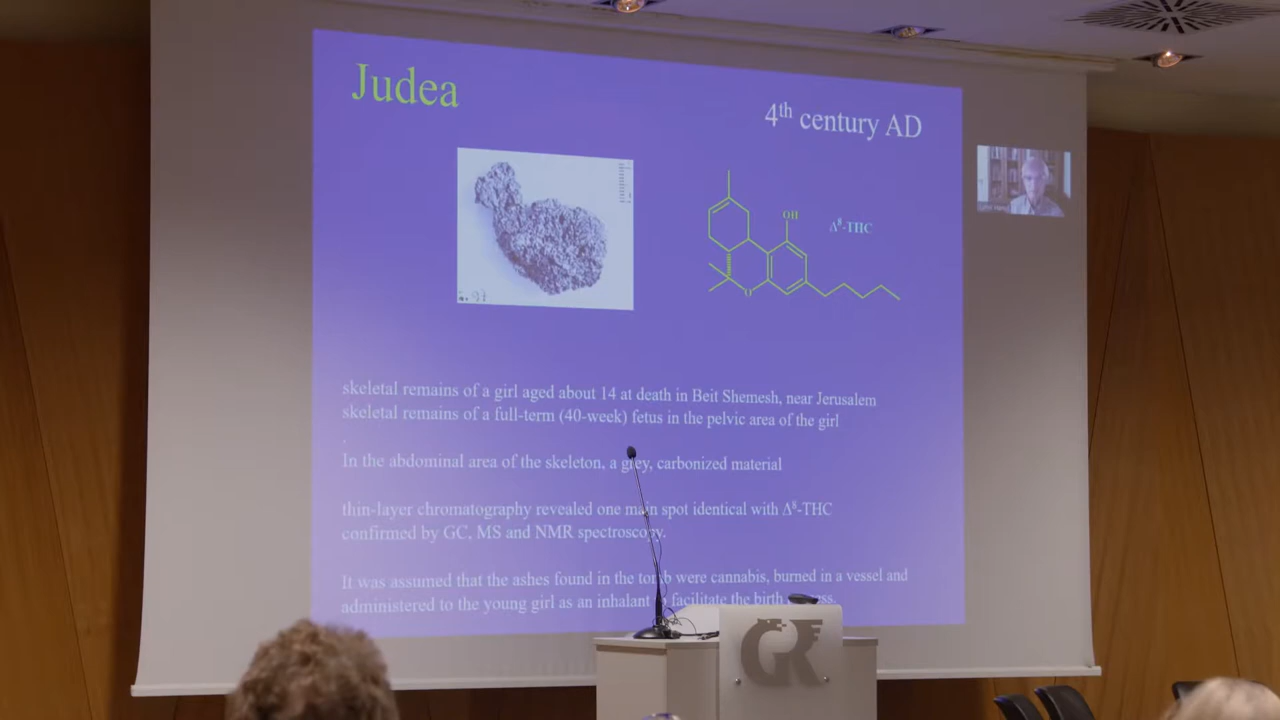 Judea
4th century AD
OH
Δ8-THC
O
skeletal remains of a girl aged about 14 at death in Beit Shemesh, near Jerusalem
skeletal remains of a full-term (40-week) fetus in the pelvic area of the girl
.
In the abdominal area of the skeleton, a grey, carbonized material
thin-layer chromatography revealed one main spot identical with Δ8-THC
confirmed by GC, MS and NMR spectroscopy.
It was assumed that the ashes found in the tomb were cannabis, burned in a vessel and
administered to the young girl as an inhalant facilitate the birth